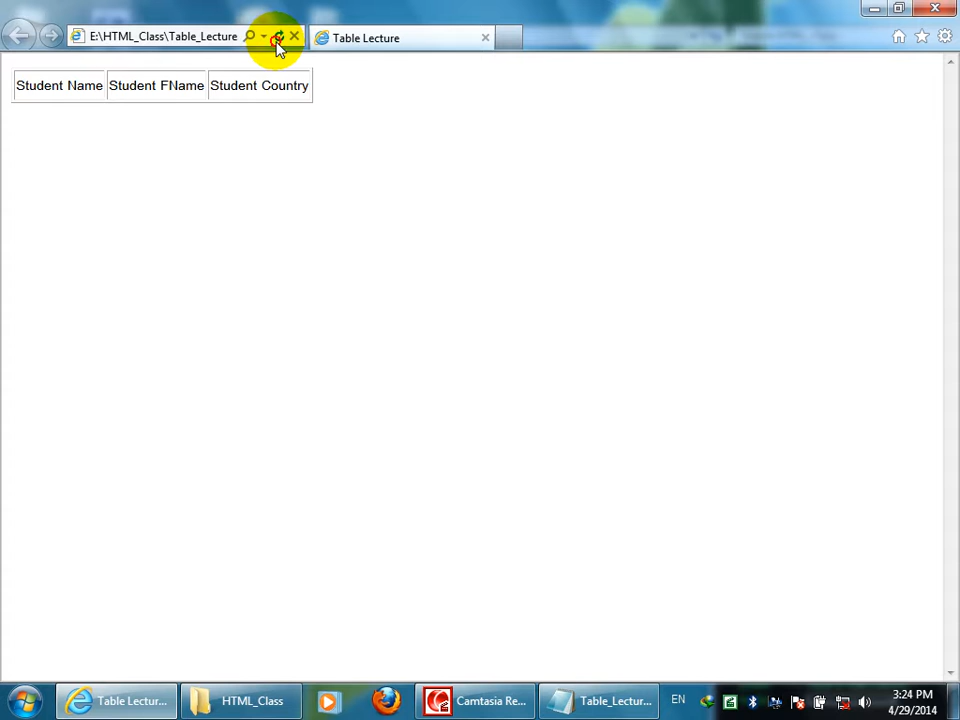 E:\HTML_Class\Table_Lecture
Table Lecture
Student Name Student FName Student Country
Table Lectur...
HTML_Class
Camtasia Re...
Table_Lectu...
EN
3:24 PM
4/29/2014